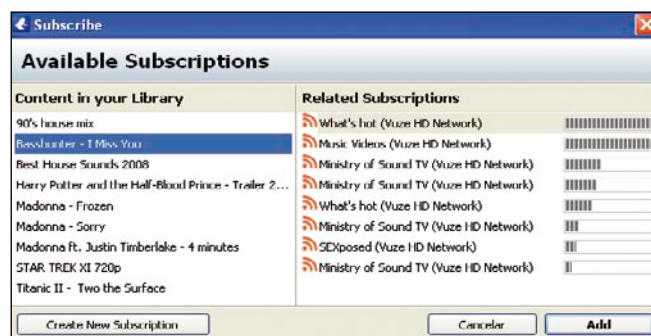 Subscribe
Available Subscriptions
Content in your Library
90's house mix
Basshunter - I Miss You
Best House Sounds 2008
Harry Potter and the Half-Blood Prince - Trailer 2...
Madonna - Frozen
Madonna - Sorry
Madonna ft. Justin Timberlake - 4 minutes
STAR TREK XI 720p
Titanic II - Two the Surface
Related Subscriptions
What's hot (Vuze HD Network)
Music Videos (Vuze HD Network)
Ministry of Sound TV (Vuze HD Network)
Ministry of Sound TV (Vuze HD Network)
What's hot (Vuze HD Network)
Ministry of Sound TV (Vuze HD Network)
SEXposed (Vuze HD Network)
Ministry of Sound TV (Vuze HD Network)
Create New Subscription
Cancelar
Add